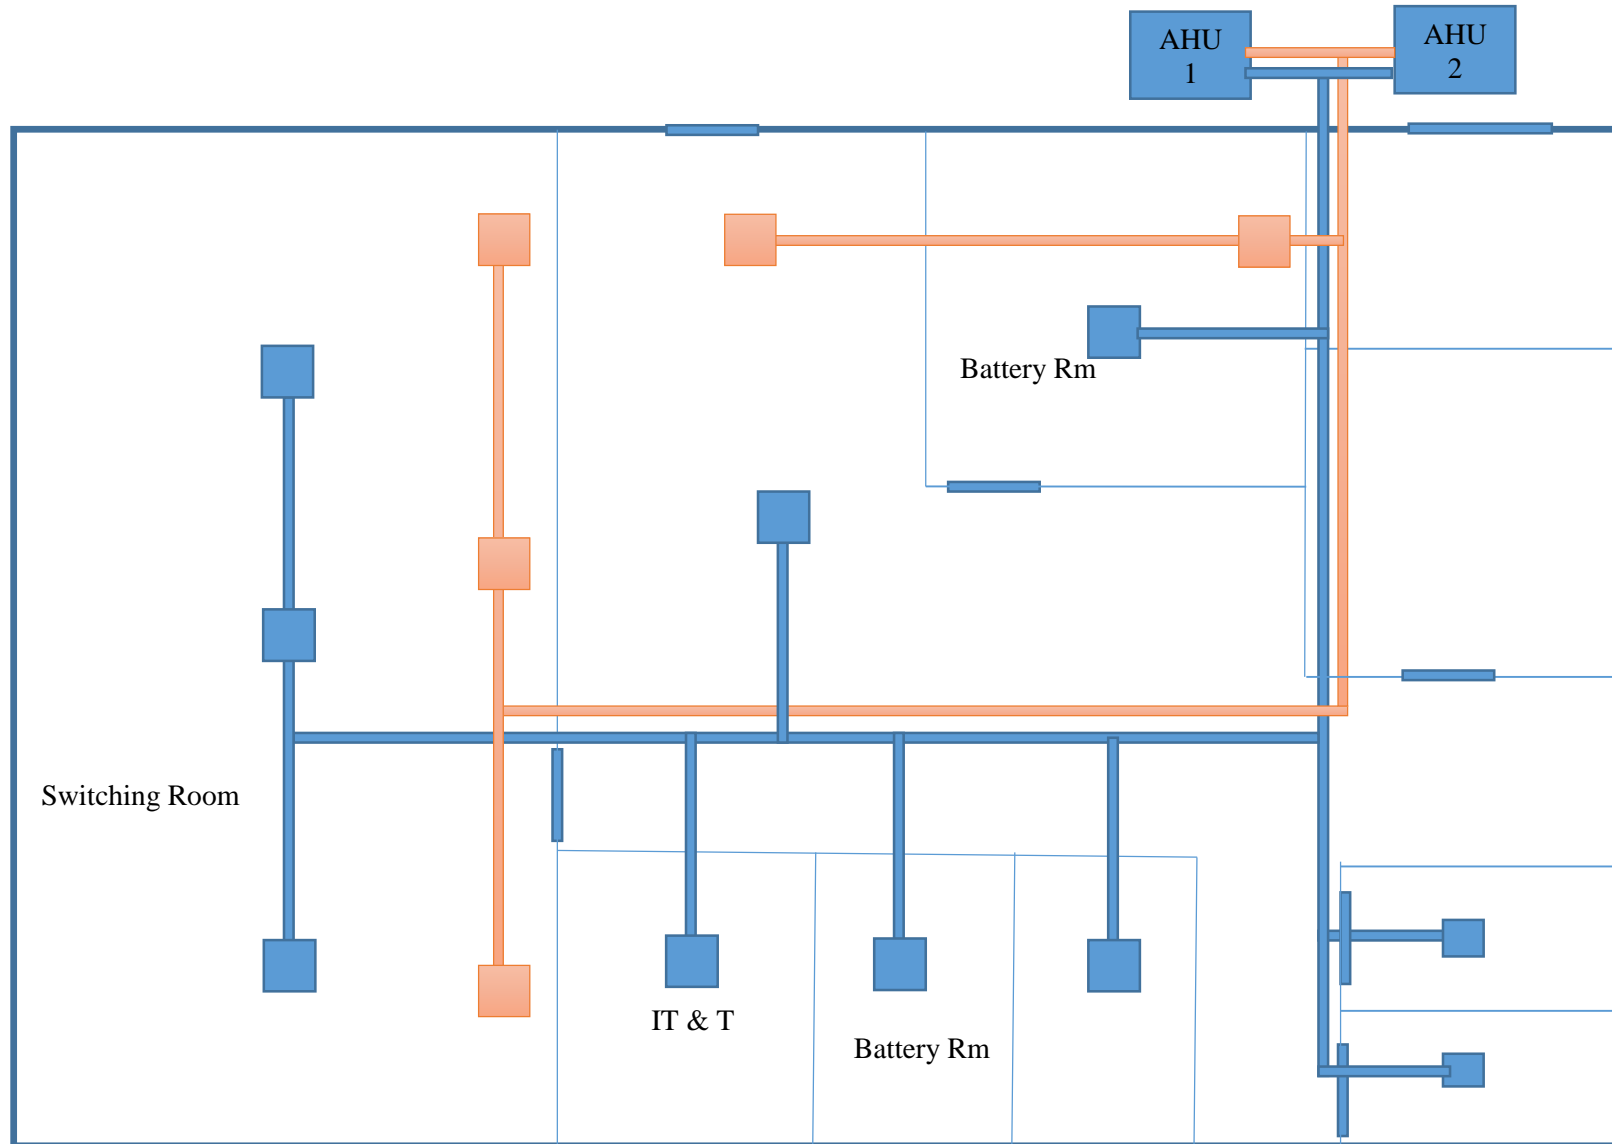 AHU
1
AHU
2
Battery Rm
Switching Room
IT & T
Battery Rm